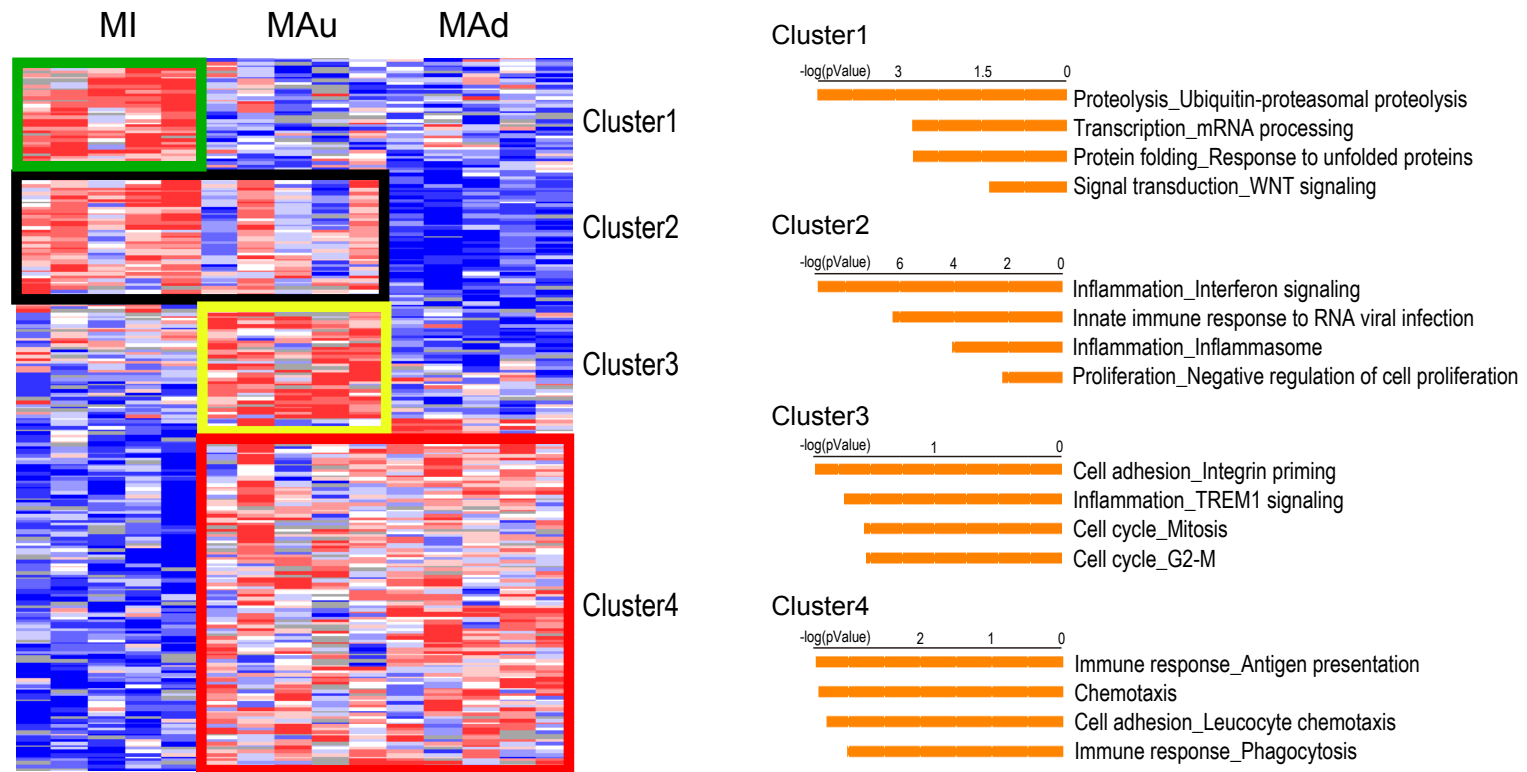 MI MAu MAd
Cluster1
Cluster2
Cluster3
Cluster4
Cluster1
-log(pValue) 3 1.5 0
Proteolysis_Ubiquitin-proteasomal proteolysis
Transcription_mRNA processing
Protein folding_Response to unfolded proteins
Signal transduction_WNT signaling
Cluster2
-log(pValue) 6 4 2 0
Inflammation_Interferon signaling
Innate immune response to RNA viral infection
Inflammation_Inflammasome
Proliferation_Negative regulation of cell proliferation
Cluster3
-log(pValue) 1 0
Cell adhesion_Integrin priming
Inflammation_TREM1 signaling
Cell cycle_Mitosis
Cell cycle_G2-M
Cluster4
-log(pValue) 2 1 0
Immune response_Antigen presentation
Chemotaxis
Cell adhesion_Leucocyte chemotaxis
Immune response_Phagocytosis